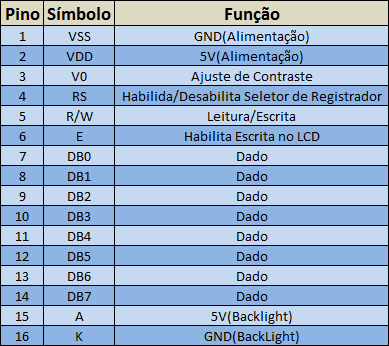 Pino Símbolo Função
1 VSS GND(Alimentação)
2 VDD 5V(Alimentação)
3 V0 Ajuste de Contraste
4 RS Habilida/Desabilita Seletor de Registrador
5 R/W Leitura/Escrita
6 E Habilita Escrita no LCD
7 DB0 Dado
8 DB1 Dado
9 DB2 Dado
10 DB3 Dado
11 DB4 Dado
12 DB5 Dado
13 DB6 Dado
14 DB7 Dado
15 A 5V(Backlight)
16 K GND(BackLight)